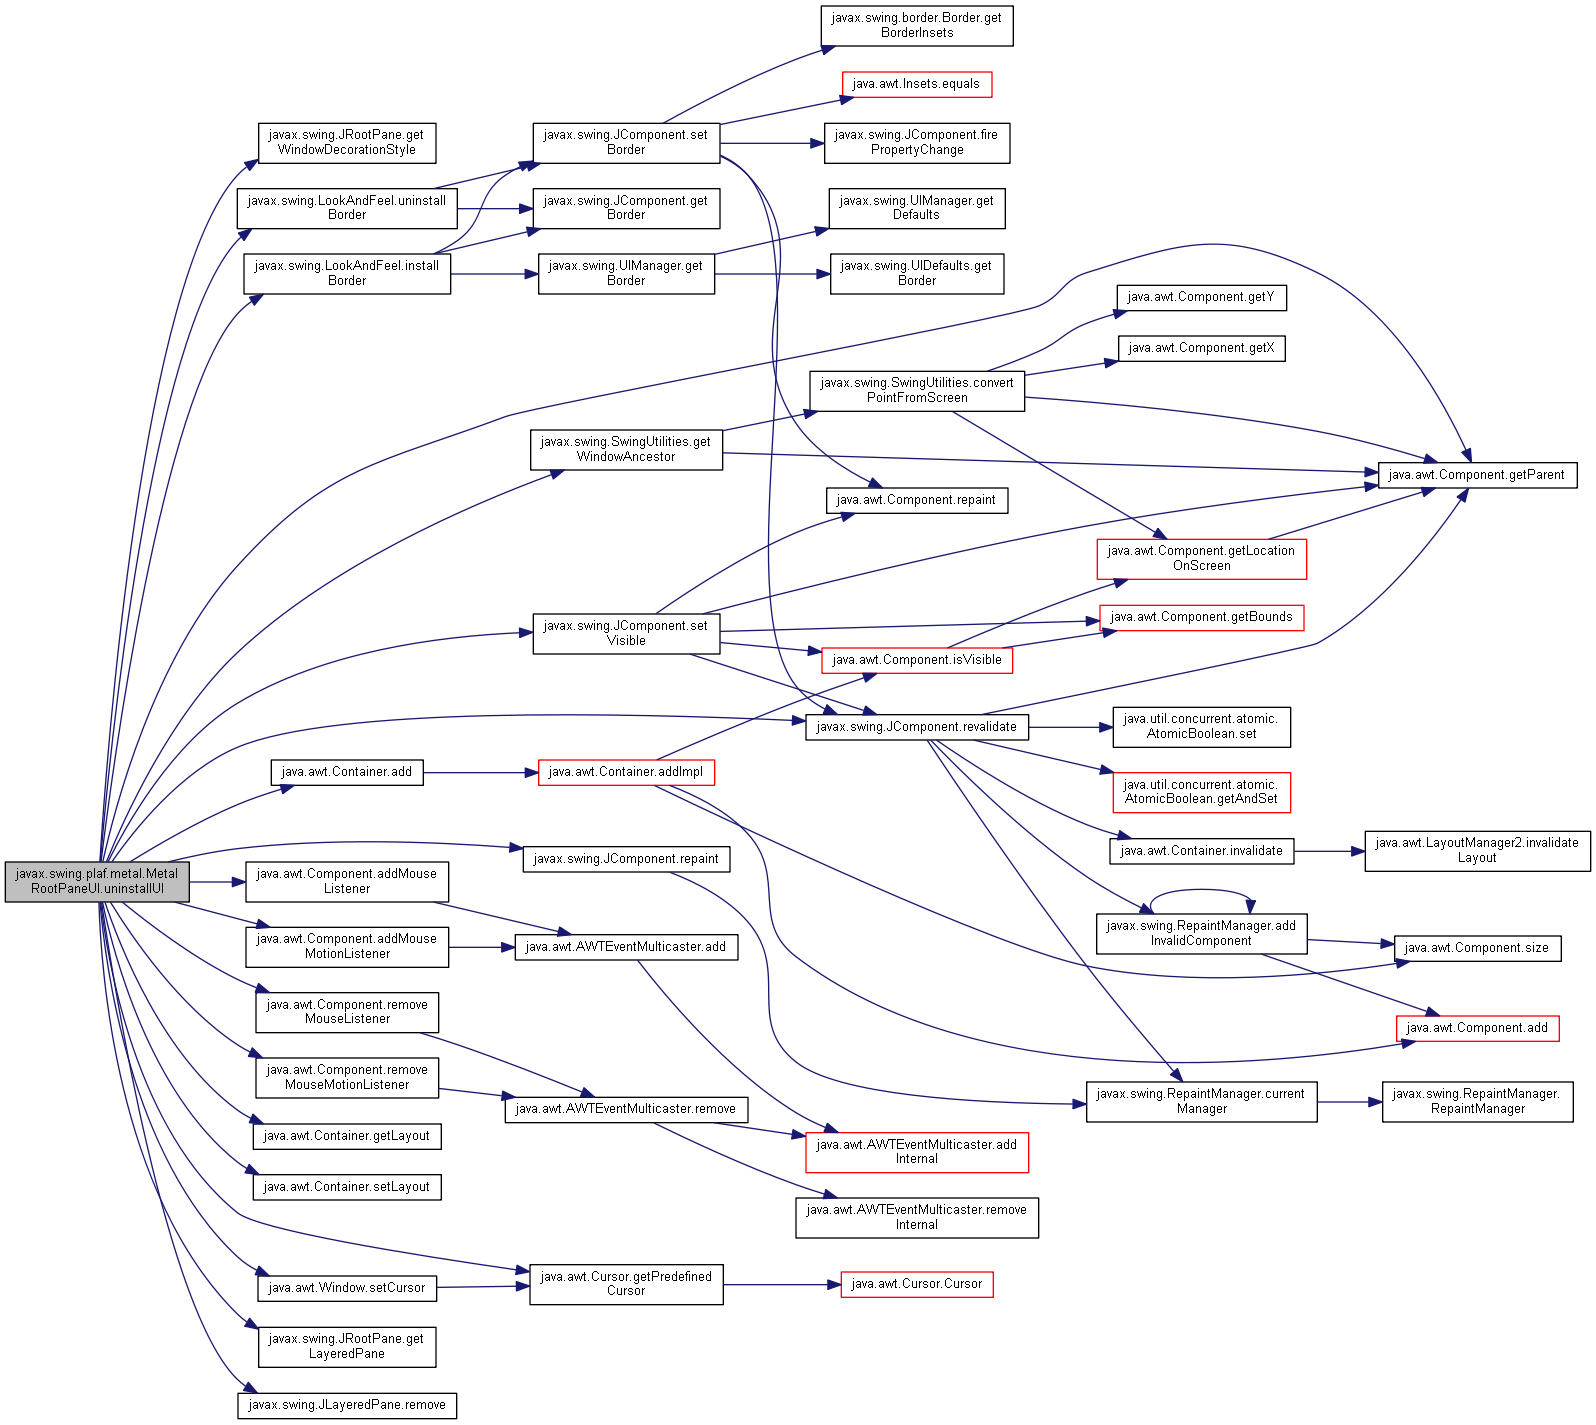 javax.swing.plaf.metal.Metal
RootPaneUI.uninstallUI
javax.swing.JRootPane.get
WindowDecorationStyle
javax.swing.LookAndFeel.uninstall
Border
javax.swing.LookAndFeel.install
Border
java.awt.Container.add
java.awt.Component.addMouse
Listener
java.awt.Component.addMouse
MotionListener
java.awt.Component.remove
MouseListener
java.awt.Component.remove
MouseMotionListener
java.awt.Container.getLayout
java.awt.Container.setLayout
java.awt.Window.setCursor
javax.swing.JRootPane.get
LayeredPane
javax.swing.JLayeredPane.remove
javax.swing.JComponent.set
Border
javax.swing.JComponent.get
Border
javax.swing.UIManager.get
Border
javax.swing.SwingUtilities.get
WindowAncestor
javax.swing.JComponent.set
Visible
java.awt.Container.addImpl
javax.swing.JComponent.repaint
java.awt.AWTEventMulticaster.add
java.awt.AWTEventMulticaster.remove
java.awt.Cursor.getPredefined
Cursor
javax.swing.border.Border.get
BorderInsets
java.awt.Insets.equals
javax.swing.JComponent.fire
PropertyChange
javax.swing.UIManager.get
Defaults
javax.swing.UIDefaults.get
Border
javax.swing.SwingUtilities.convert
PointFromScreen
java.awt.Component.repaint
java.awt.Component.isVisible
javax.swing.JComponent.revalidate
java.awt.AWTEventMulticaster.add
Internal
java.awt.AWTEventMulticaster.remove
Internal
java.awt.Cursor.Cursor
java.awt.Component.getY
java.awt.Component.getX
java.awt.Component.getLocation
OnScreen
java.awt.Component.getBounds
java.util.concurrent.atomic.
AtomicBoolean.set
java.util.concurrent.atomic.
AtomicBoolean.getAndSet
java.awt.Container.invalidate
javax.swing.RepaintManager.add
InvalidComponent
javax.swing.RepaintManager.current
Manager
java.awt.Component.getParent
java.awt.LayoutManager2.invalidate
Layout
java.awt.Component.size
java.awt.Component.add
javax.swing.RepaintManager.
RepaintManager